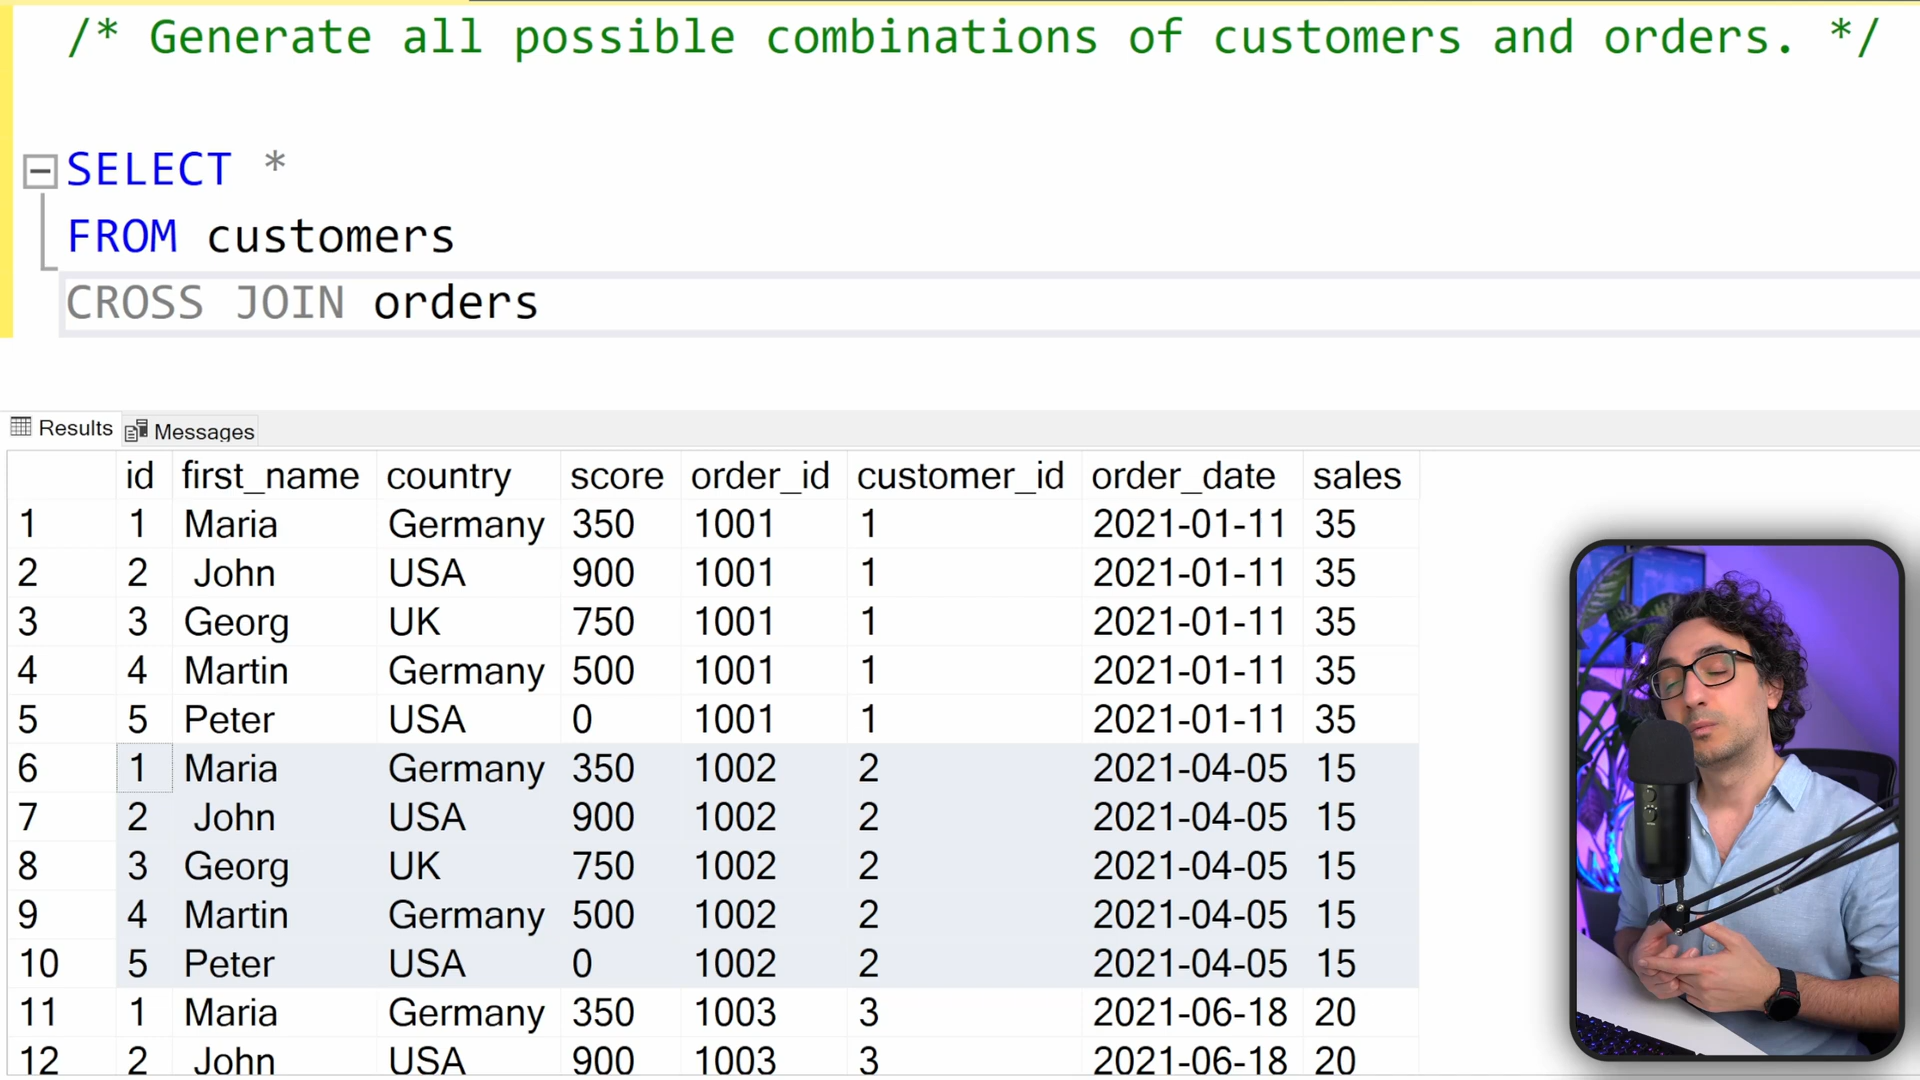 /* Generate all possible combinations of customers and orders. */
SELECT *
FROM customers
CROSS JOIN orders
Results Messages
id first_name country score order_id customer_id order_date sales
1 1 Maria Germany 350 1001 1 2021-01-11 35
2 2 John USA 900 1001 1 2021-01-11 35
3 3 Georg UK 750 1001 1 2021-01-11 35
4 4 Martin Germany 500 1001 1 2021-01-11 35
5 5 Peter USA 0 1001 1 2021-01-11 35
6 1 Maria Germany 350 1002 2 2021-04-05 15
7 2 John USA 900 1002 2 2021-04-05 15
8 3 Georg UK 750 1002 2 2021-04-05 15
9 4 Martin Germany 500 1002 2 2021-04-05 15
10 5 Peter USA 0 1002 2 2021-04-05 15
11 1 Maria Germany 350 1003 3 2021-06-18 20
12 2 John USA 900 1003 3 2021-06-18 20